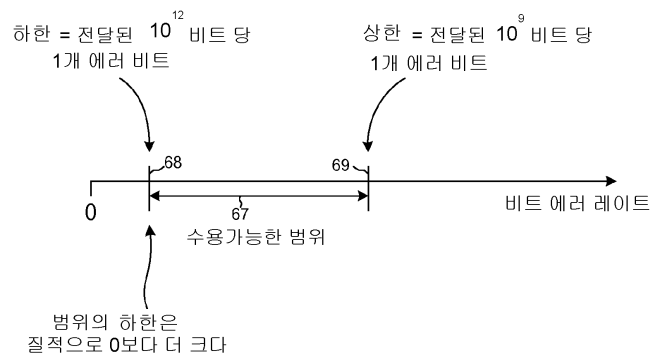 하한 = 전달된 10¹² 비트 당
1개 에러 비트
상한 = 전달된 10⁹ 비트 당
1개 에러 비트
68
69
0
67
수용가능한 범위
비트 에러 레이트
범위의 하한은
질적으로 0보다 더 크다